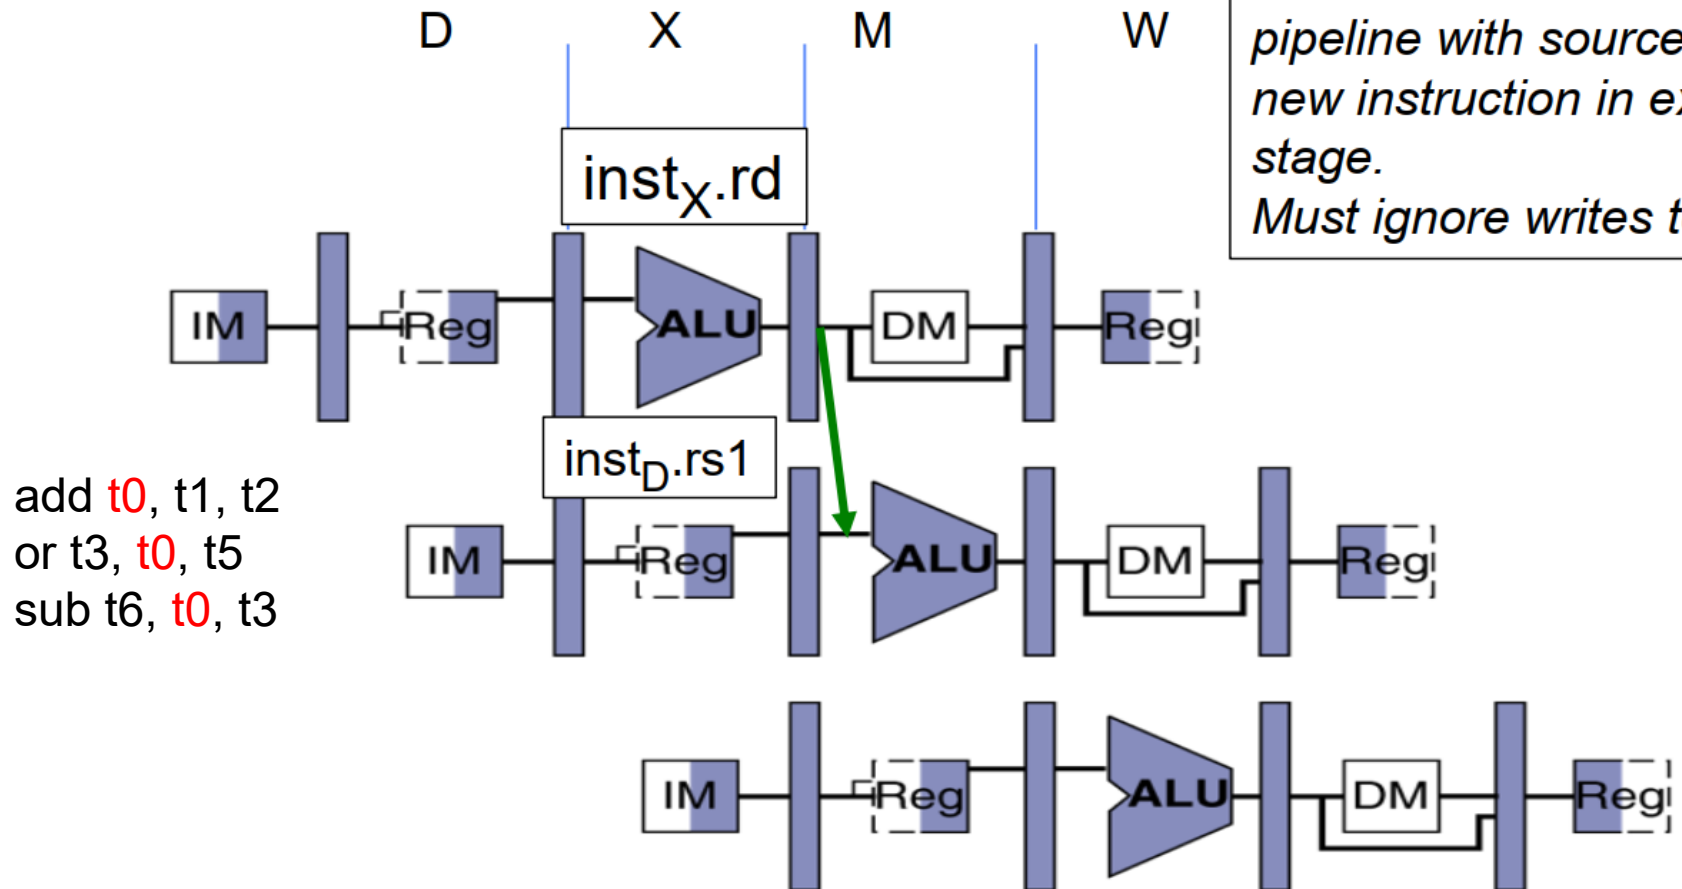 D X M W
pipeline with source
new instruction in
stage.
Must ignore writes
inst_X.rd
IM Reg ALU DM Reg
inst_D.rs1
add t0, t1, t2
or t3, t0, t5
sub t6, t0, t3
IM Reg ALU DM Reg
IM Reg ALU DM Reg